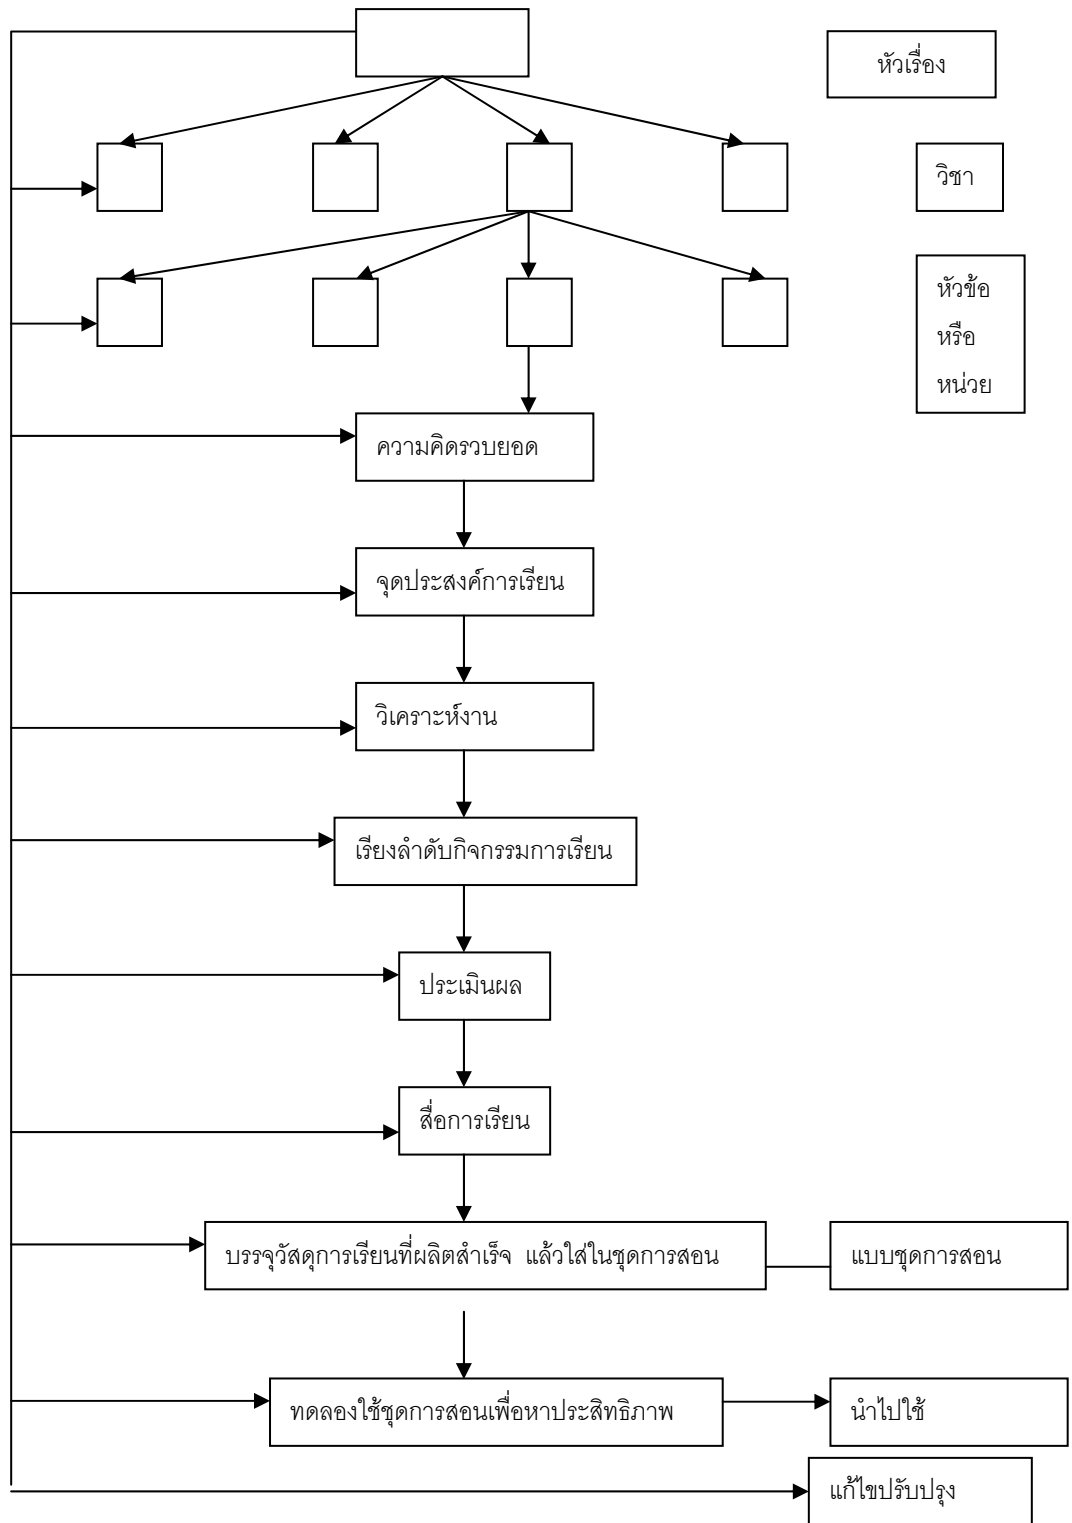 หัวเรื่อง
วิชา
หัวข้อ
หรือ
หน่วย
ความคิดรวบยอด
จุดประสงค์การเรียน
วิเคราะห์งาน
เรียงลำดับกิจกรรมการเรียน
ประเมินผล
สื่อการเรียน
บรรจุวัสดุการเรียนที่ผลิตสำเร็จ แล้วใส่ในชุดการสอน
แบบชุดการสอน
ทดลองใช้ชุดการสอนเพื่อหาประสิทธิภาพ
นำไปใช้
แก้ไขปรับปรุง